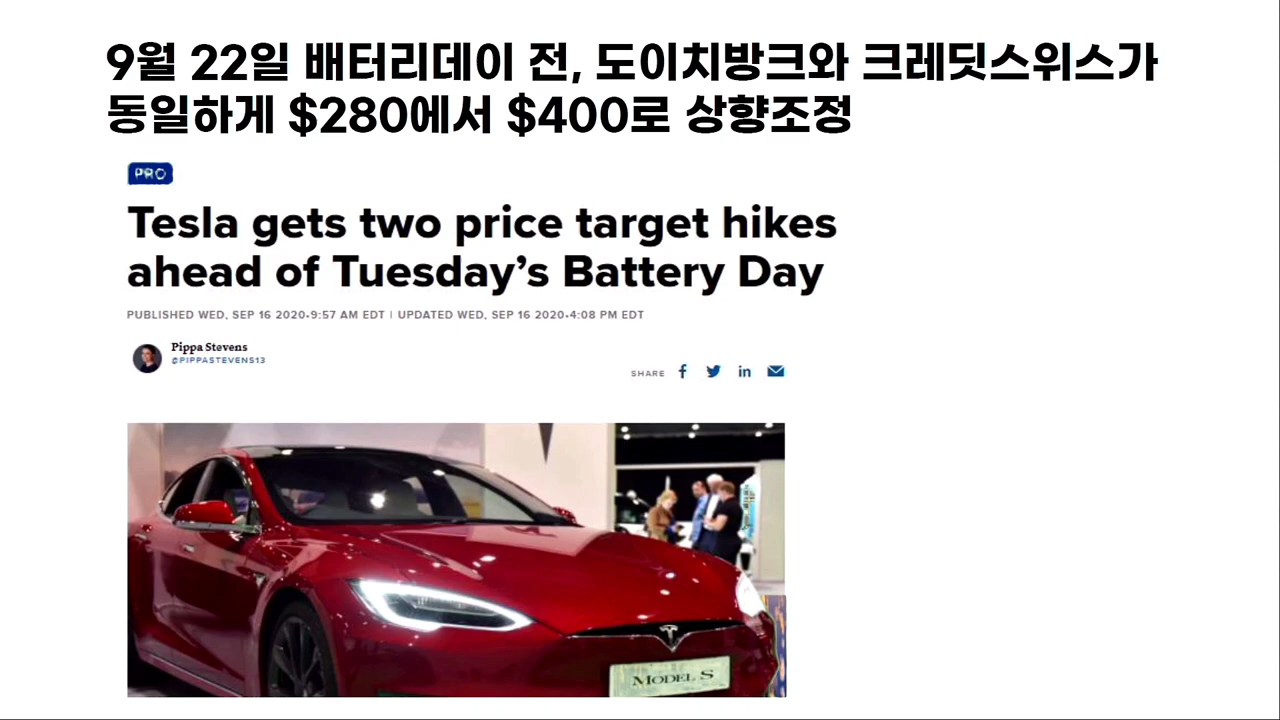 9월 22일 배터리데이 전, 도이치방크와 크레딧스위스가
동일하게 $280에서 $400로 상향조정
PRO
Tesla gets two price target hikes
ahead of Tuesday’s Battery Day
PUBLISHED WED, SEP 16 2020•9:57 AM EDT | UPDATED WED, SEP 16 2020•4:08 PM EDT
Pippa Stevens
@PIPPASTEVENS13
SHARE
MODEL S